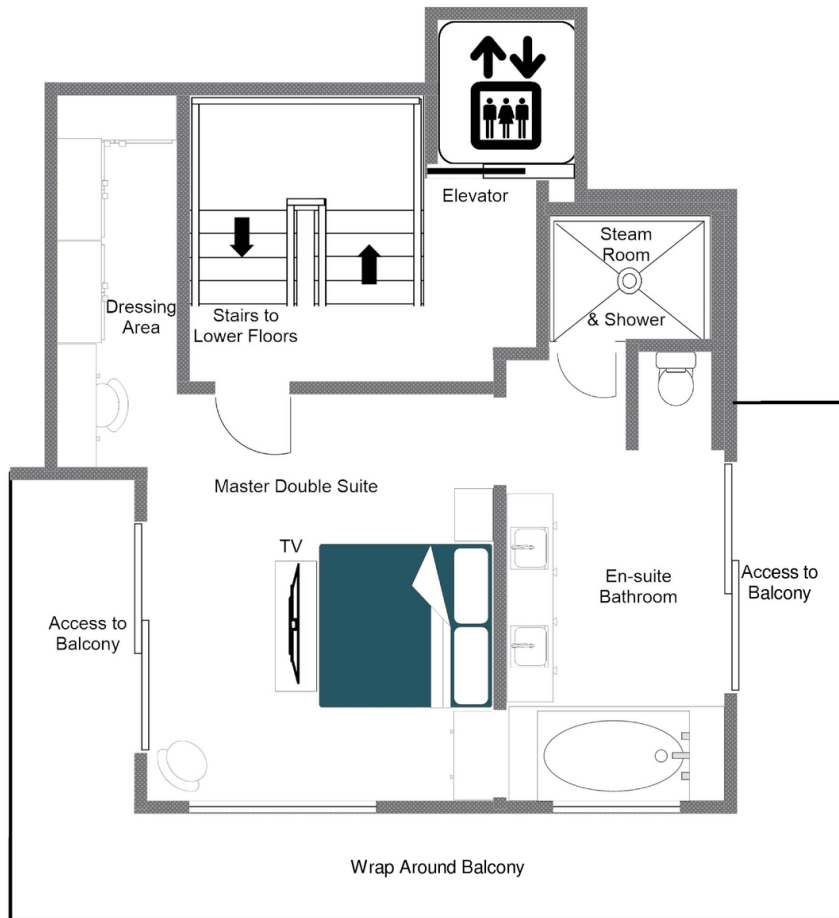 Elevator
Steam
Room
& Shower
Dressing
Area
Stairs to
Lower Floors
Master Double Suite
TV
En-suite
Bathroom
Access to
Balcony
Access to
Balcony
Wrap Around Balcony